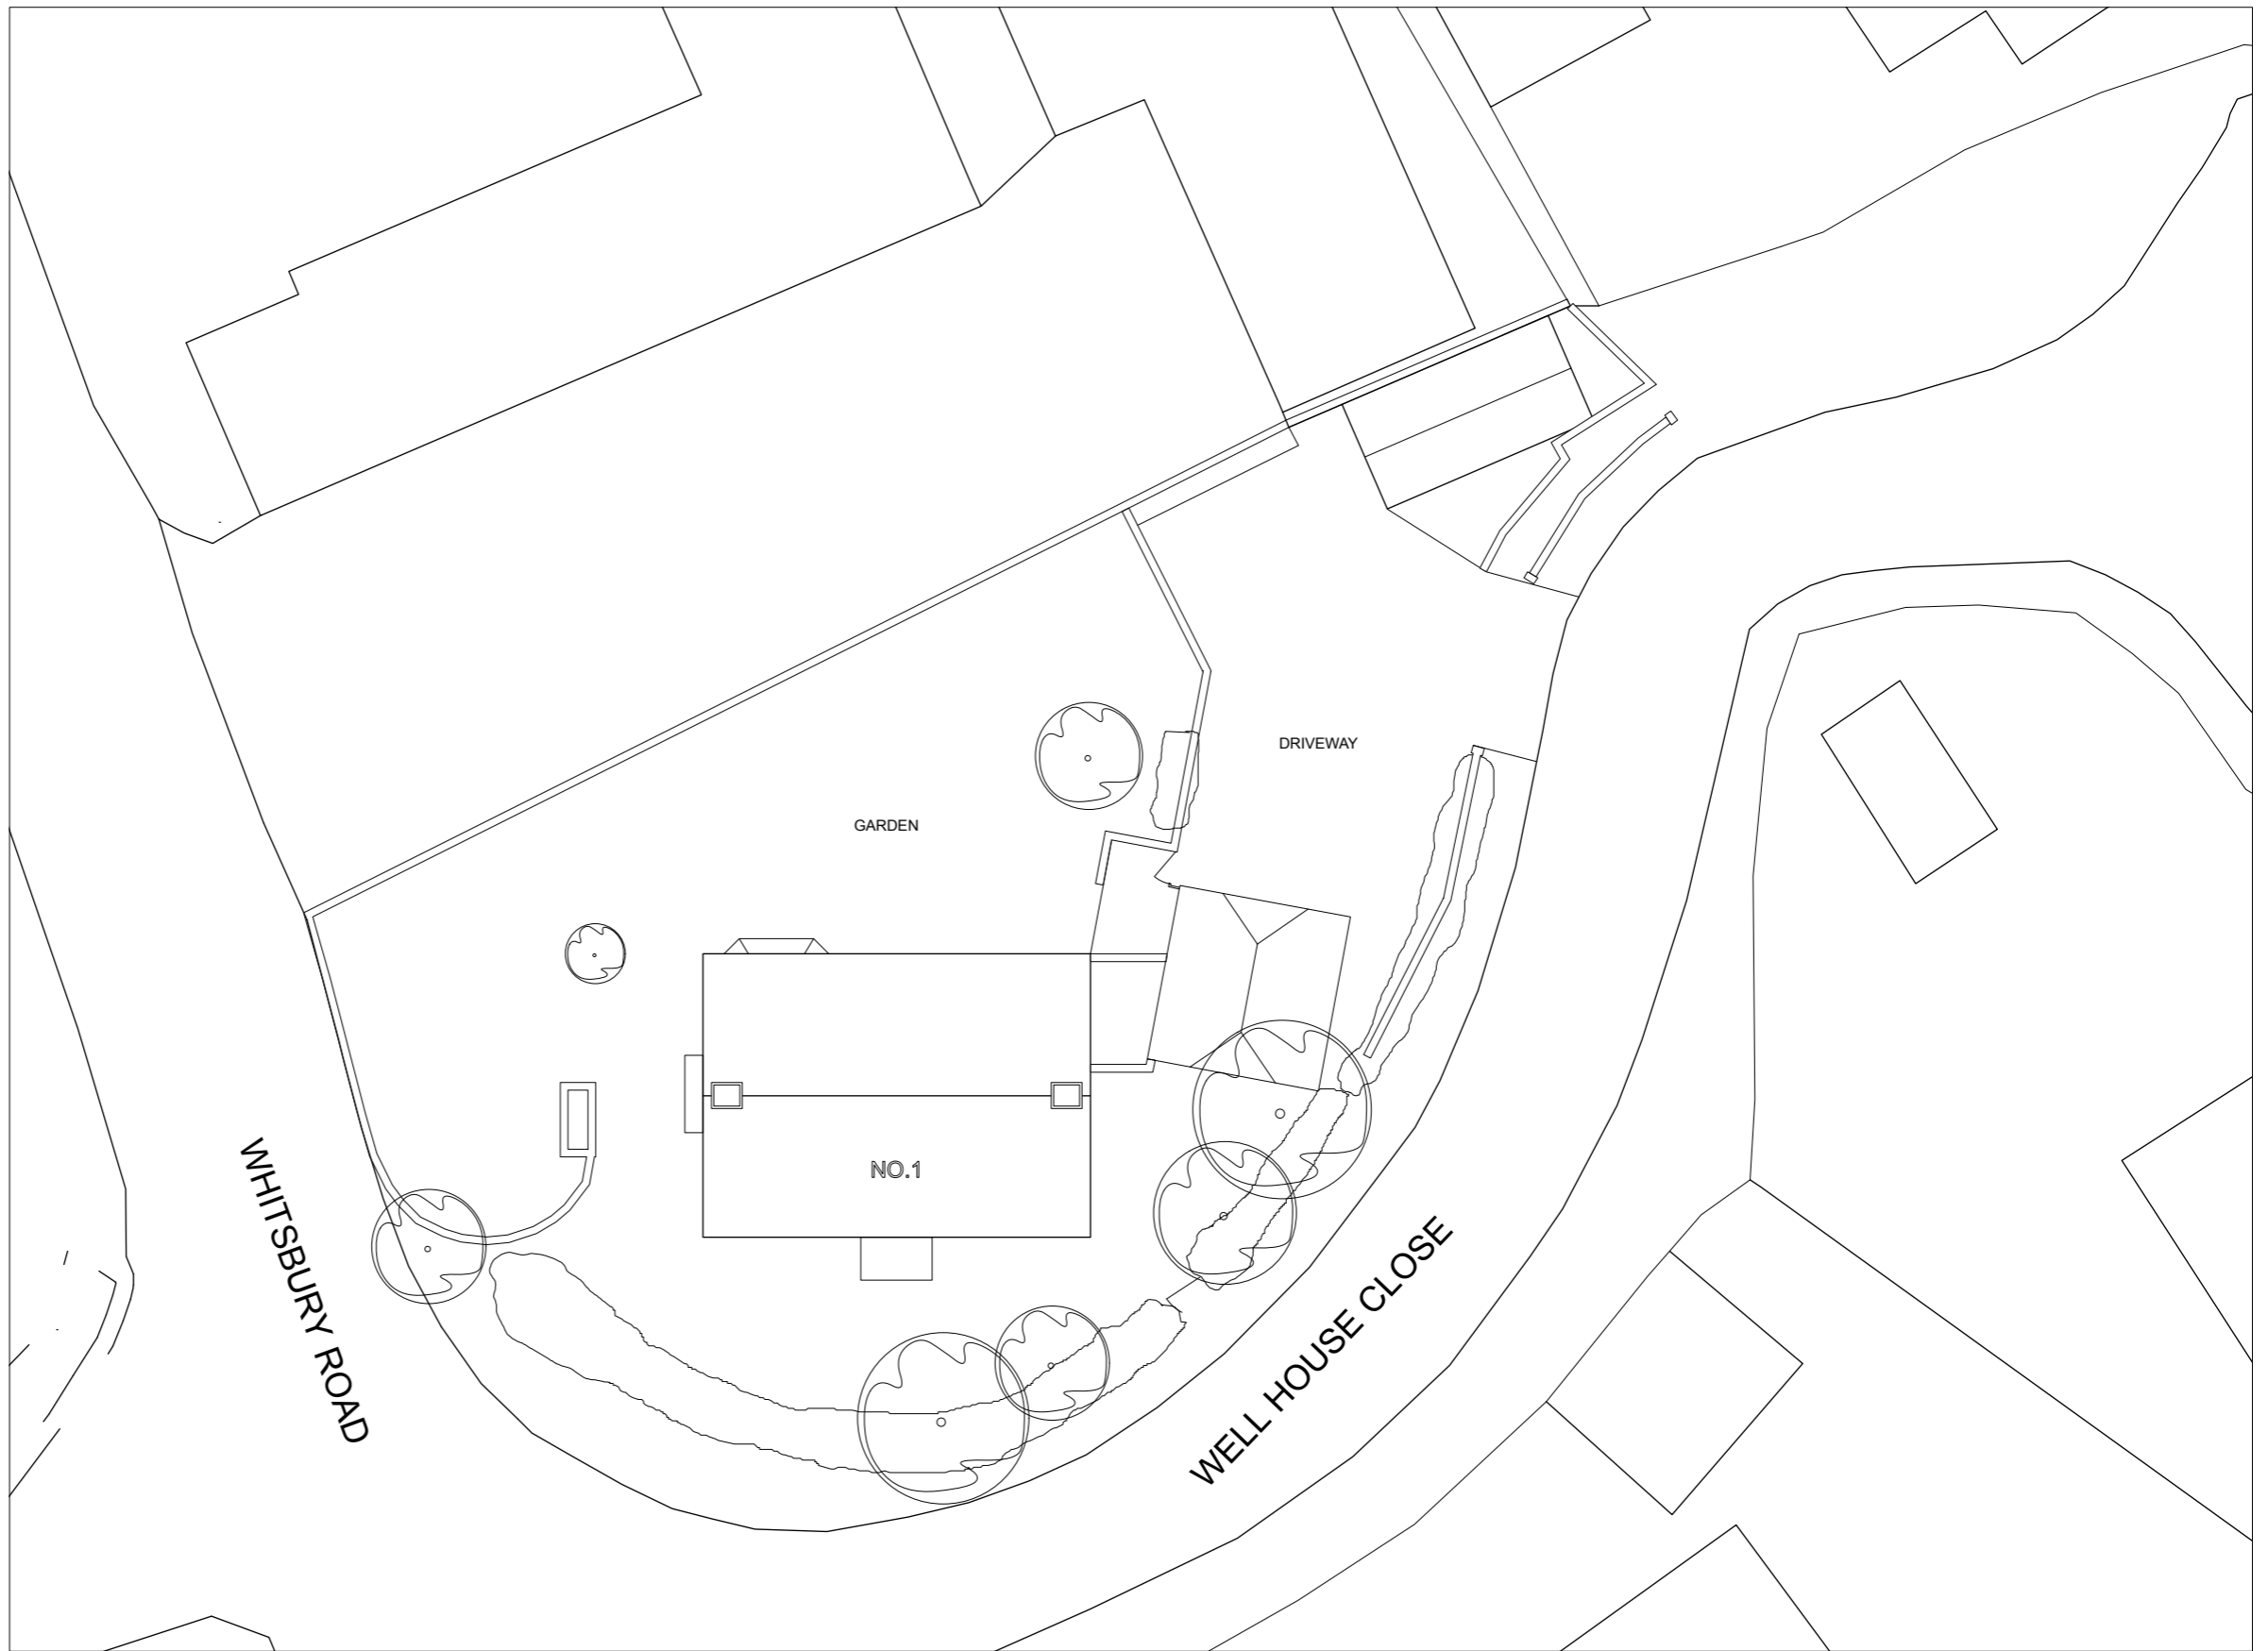 DRIVEWAY
GARDEN
NO.1
WHITSBURY ROAD
WELL HOUSE CLOSE